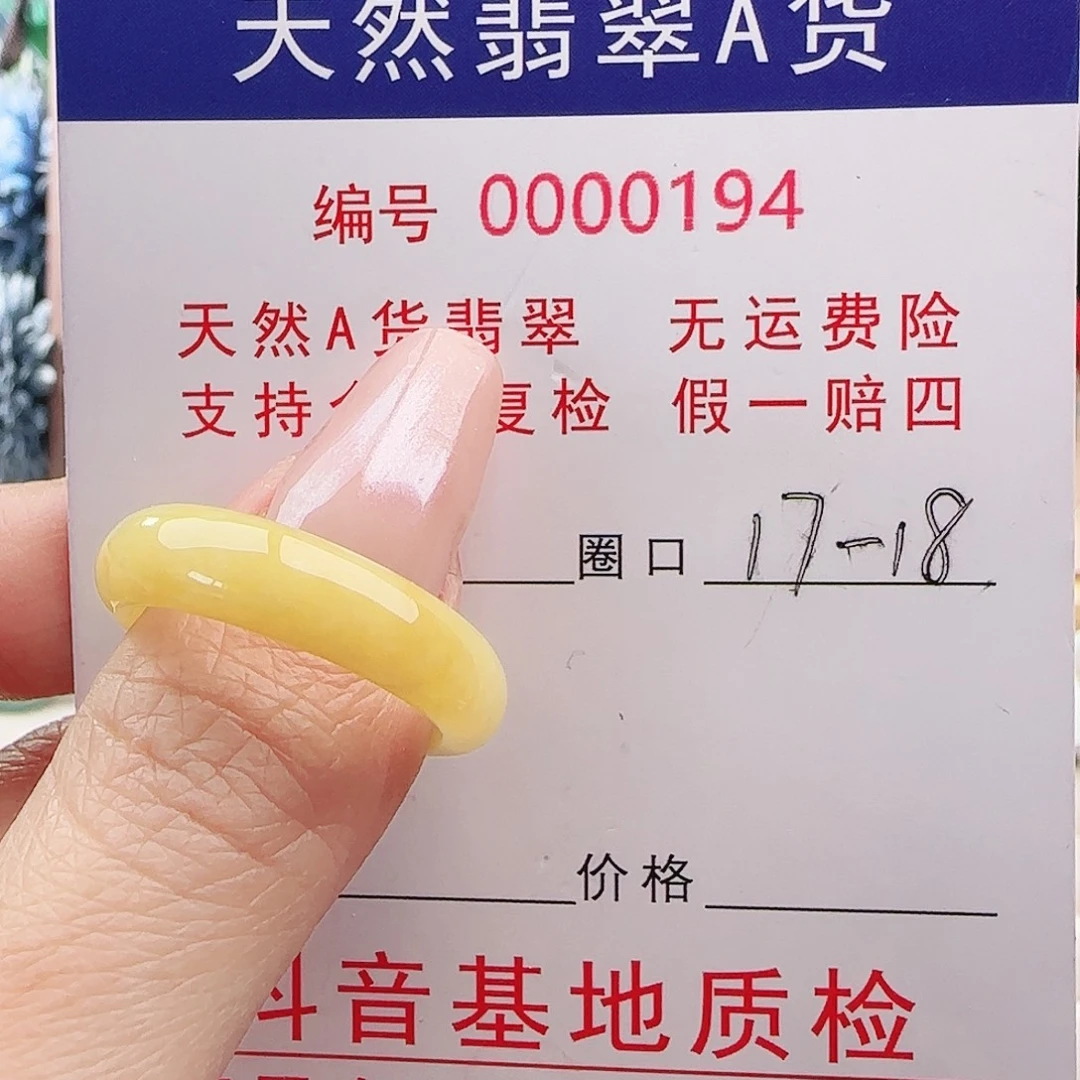 天然翡翠A货
编号 0000194
天然A货翡翠 无运费险
支持 复检 假一赔四
圈口 17-18
价格
音基地质检